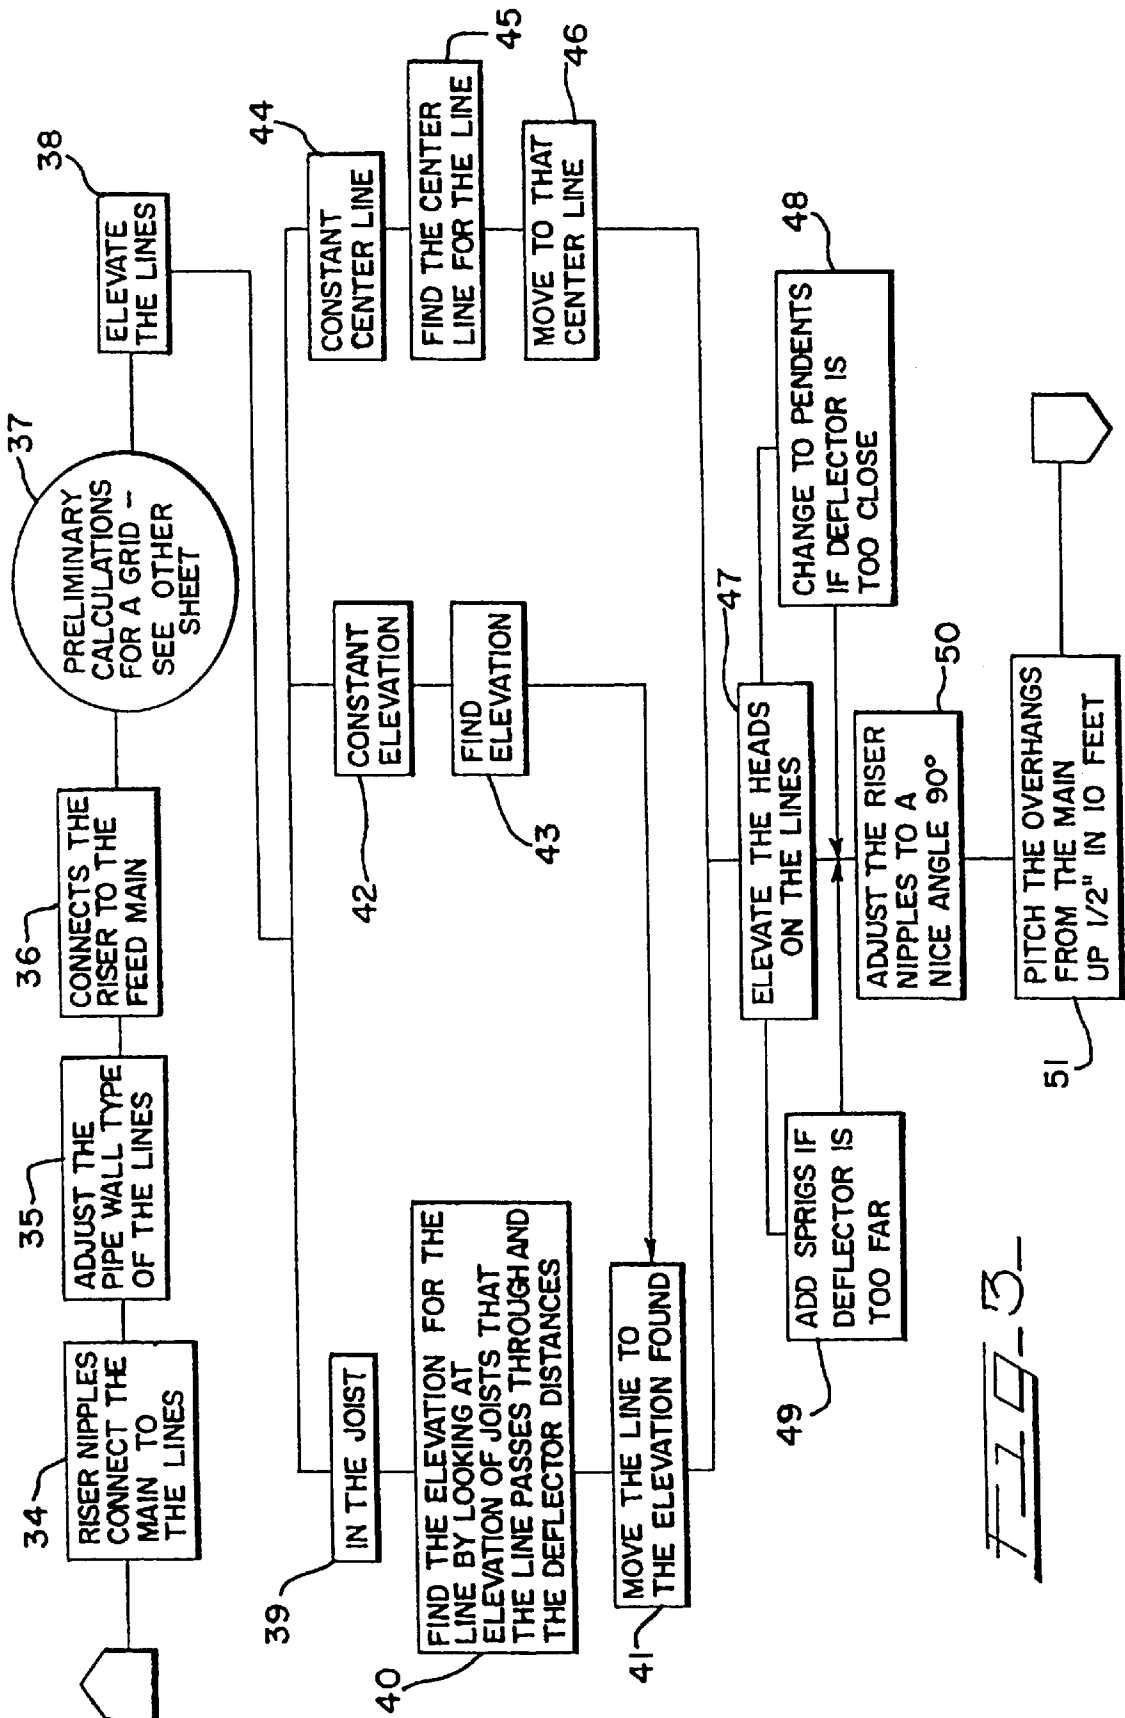 34
RISER NIPPLES
CONNECT THE
MAIN TO
THE LINES
35
ADJUST THE
PIPE WALL TYPE
OF THE LINES
36
CONNECTS THE
RISER TO THE
FEED MAIN
37
PRELIMINARY
CALCULATIONS
FOR A GRID –
SEE OTHER
SHEET
38
ELEVATE
THE LINES
39
IN THE JOIST
40
FIND THE ELEVATION FOR THE
LINE BY LOOKING AT
ELEVATION OF JOISTS THAT
THE LINE PASSES THROUGH AND
THE DEFLECTOR DISTANCES
41
MOVE THE LINE TO
THE ELEVATION FOUND
42
CONSTANT
ELEVATION
43
FIND
ELEVATION
44
CONSTANT
CENTER LINE
45
FIND THE CENTER
LINE FOR THE LINE
46
MOVE TO THAT
CENTER LINE
47
ELEVATE THE HEADS
ON THE LINES
48
CHANGE TO PENDENTS
IF DEFLECTOR IS
TOO CLOSE
49
ADD SPRIGS IF
DEFLECTOR IS
TOO FAR
50
ADJUST THE RISER
NIPPLES TO A
NICE ANGLE 90°
51
PITCH THE OVERHANGS
FROM THE MAIN
UP 1/2" IN 10 FEET
FIG_3_